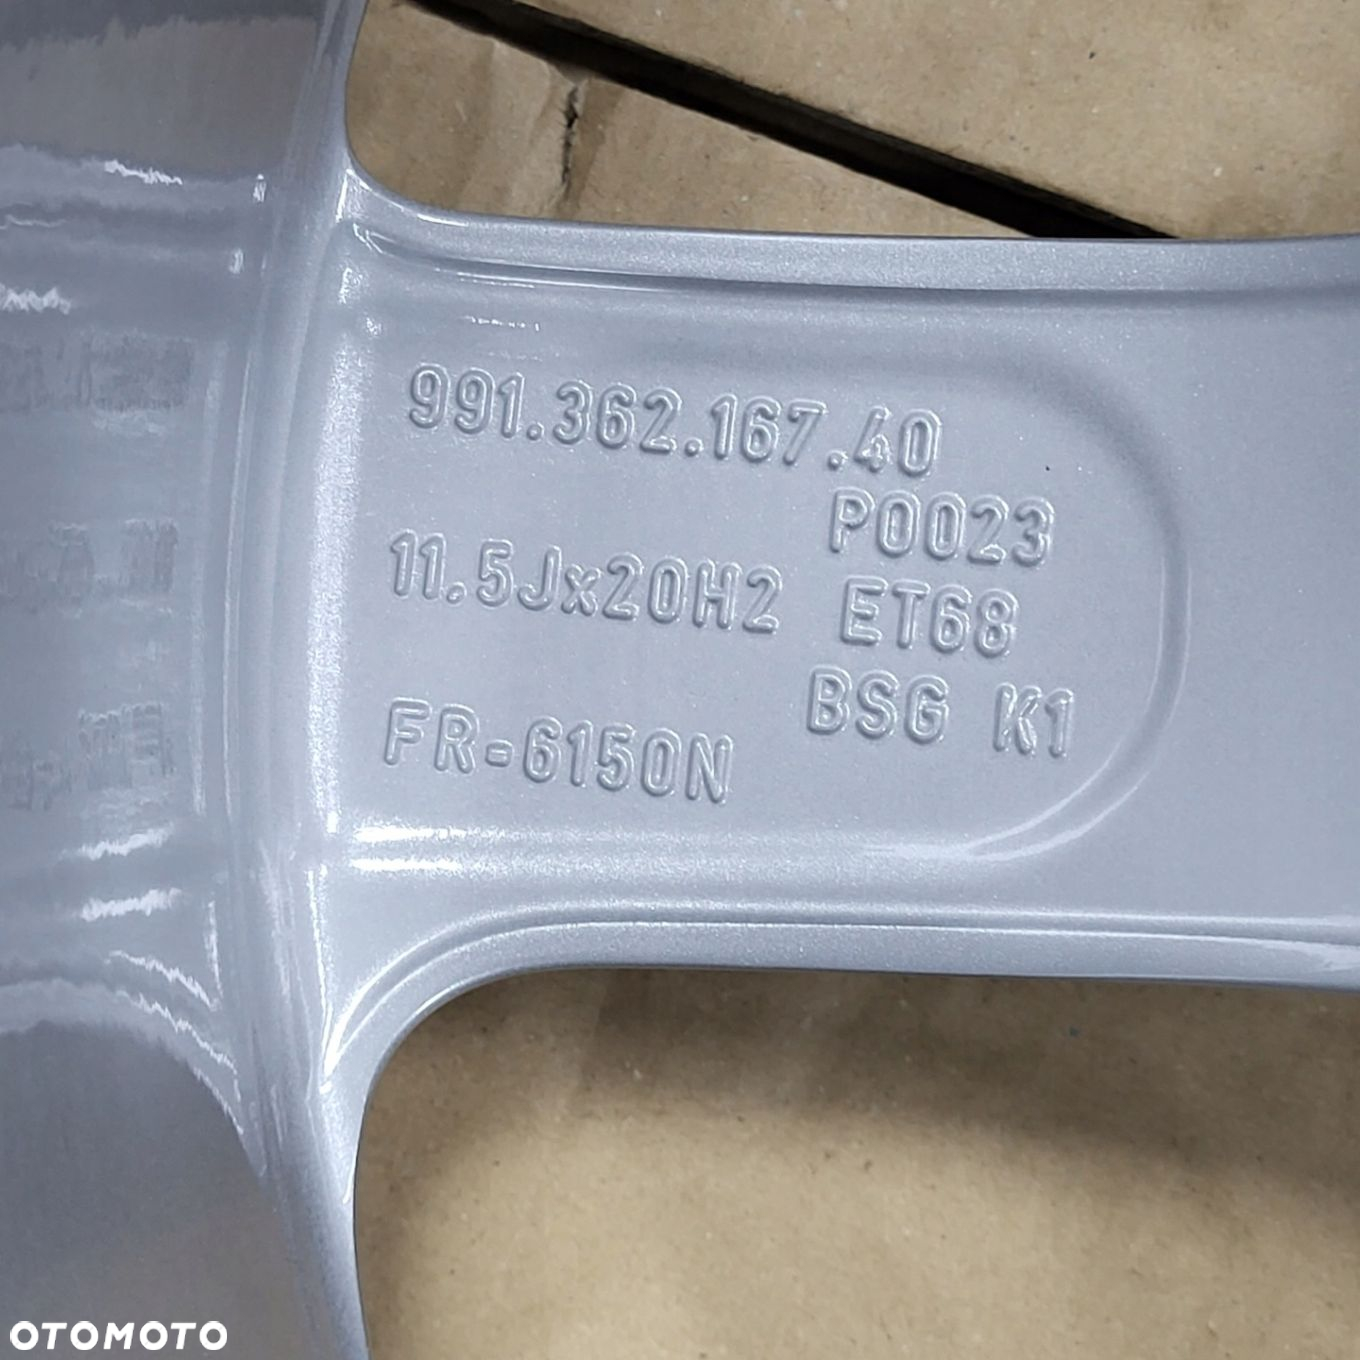 991.362.167.40
P0023
11.5Jx20H2 ET68
BSG K1
FR-6150N
OTOMOTO